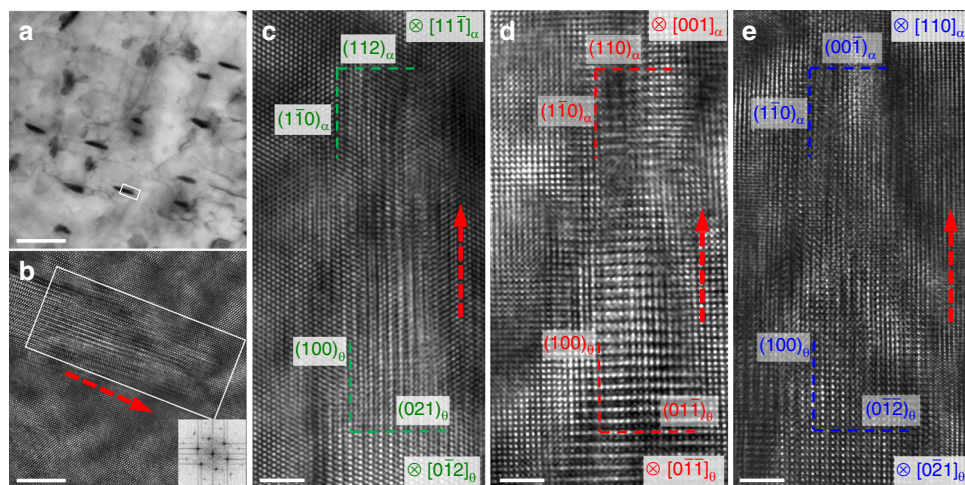 a
b
c
⊗ [111̅]α
(112)α
(11̅0)α
(100)θ
(021)θ
⊗ [01̅2]θ
d
⊗ [001]α
(110)α
(11̅0)α
(100)θ
(011̅)θ
⊗ [01̅1̅]θ
e
⊗ [110]α
(001̅)α
(11̅0)α
(100)θ
(01̅2̅)θ
⊗ [02̅1]θ